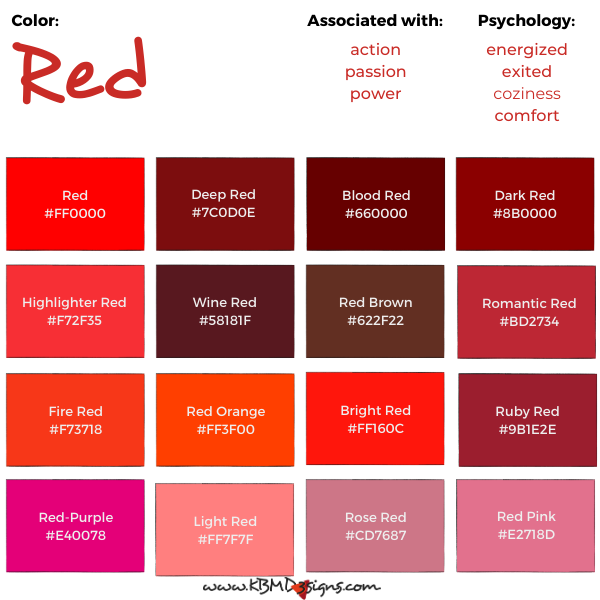 Color:
Red
Associated with:
action
passion
power
Psychology:
energized
exited
coziness
comfort
Red
#FF0000
Deep Red
#7C0D0E
Blood Red
#660000
Dark Red
#8B0000
Highlighter Red
#F72F35
Wine Red
#58181F
Red Brown
#622F22
Romantic Red
#BD2734
Fire Red
#F73718
Red Orange
#FF3F00
Bright Red
#FF160C
Ruby Red
#9B1E2E
Red-Purple
#E40078
Light Red
#FF7F7F
Rose Red
#CD7687
Red Pink
#E2718D
www.KBMD3signs.com